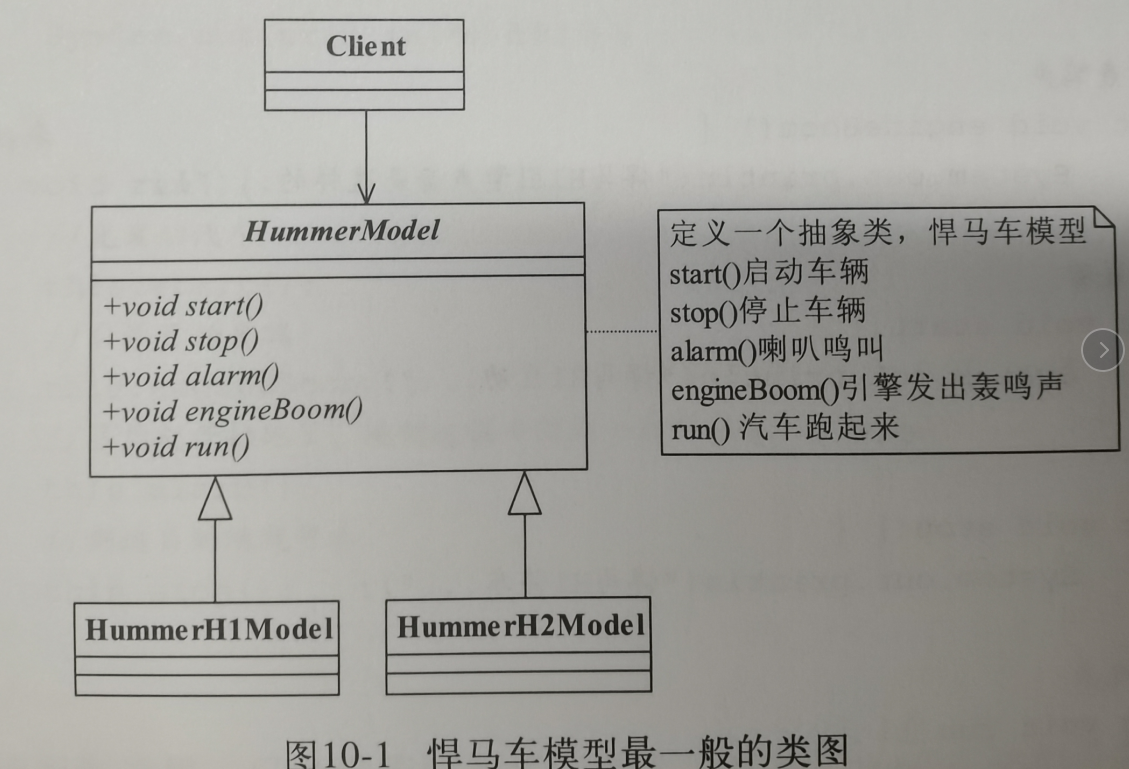 Client
HummerModel
+void start()
+void stop()
+void alarm()
+void engineBoom()
+void run()
定义一个抽象类，悍马车模型
start()启动车辆
stop()停止车辆
alarm()喇叭鸣叫
engineBoom()引擎发出轰鸣声
run() 汽车跑起来
HummerH1Model
HummerH2Model
图10-1 悍马车模型最一般的类图